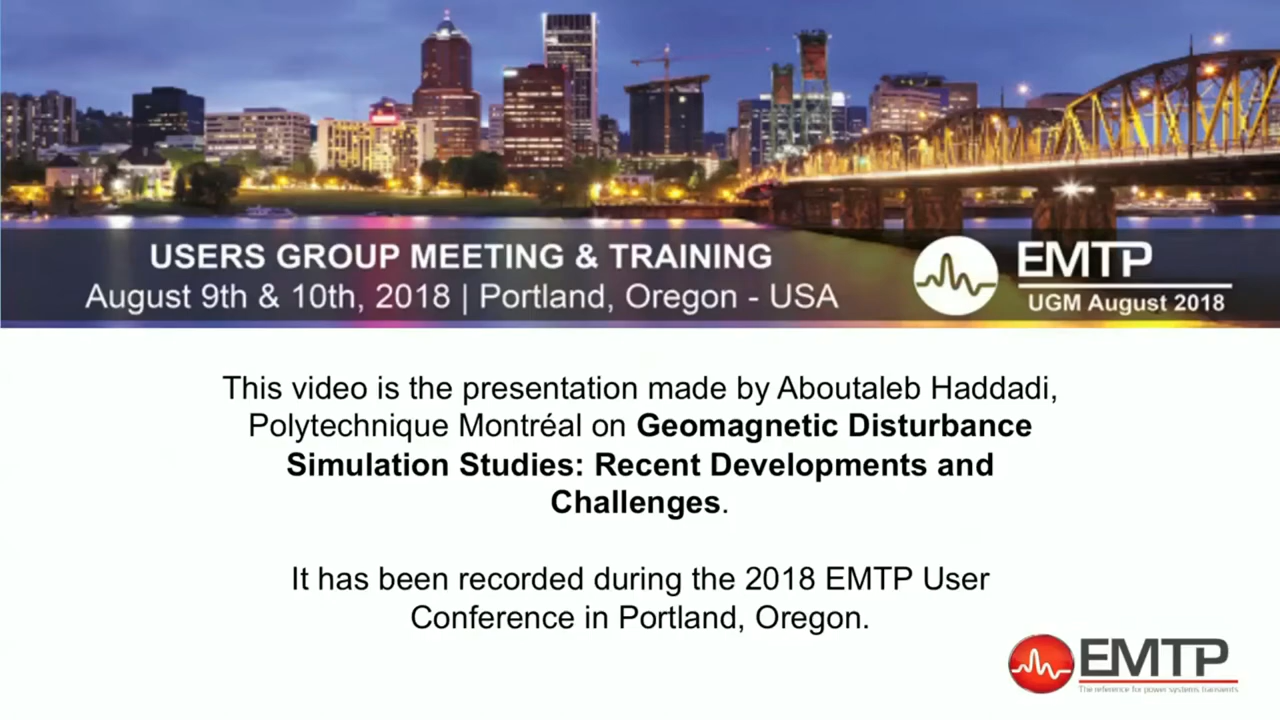 USERS GROUP MEETING & TRAINING
August 9th & 10th, 2018 | Portland, Oregon - USA
EMTP
UGM August 2018
This video is the presentation made by Aboutaleb Haddadi,
Polytechnique Montréal on Geomagnetic Disturbance
Simulation Studies: Recent Developments and
Challenges.
It has been recorded during the 2018 EMTP User
Conference in Portland, Oregon.
EMTP
The reference for power systems transients